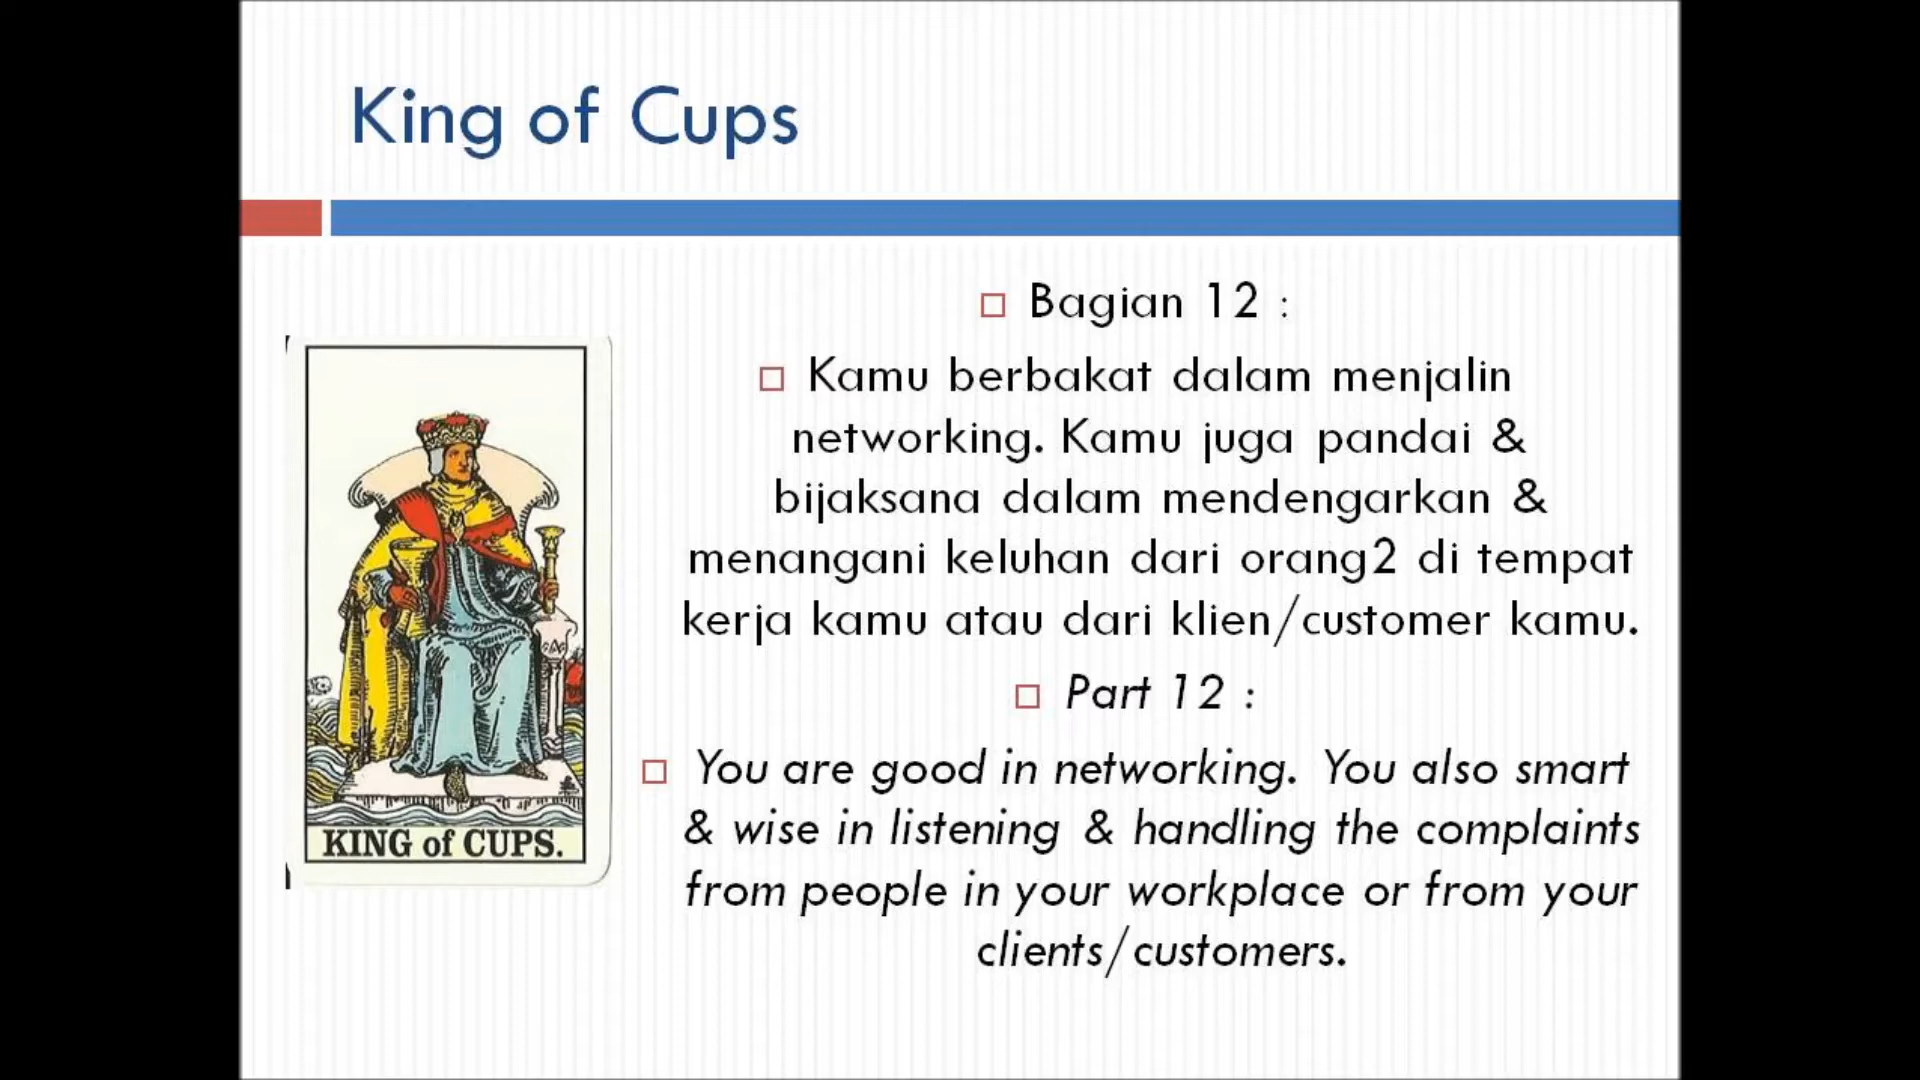 King of Cups
Bagian 12 :
Kamu berbakat dalam menjalin
networking. Kamu juga pandai &
bijaksana dalam mendengarkan &
menangani keluhan dari orang2 di tempat
kerja kamu atau dari klien/customer kamu.
Part 12 :
You are good in networking. You also smart
& wise in listening & handling the complaints
from people in your workplace or from your
clients/customers.
KING of CUPS.